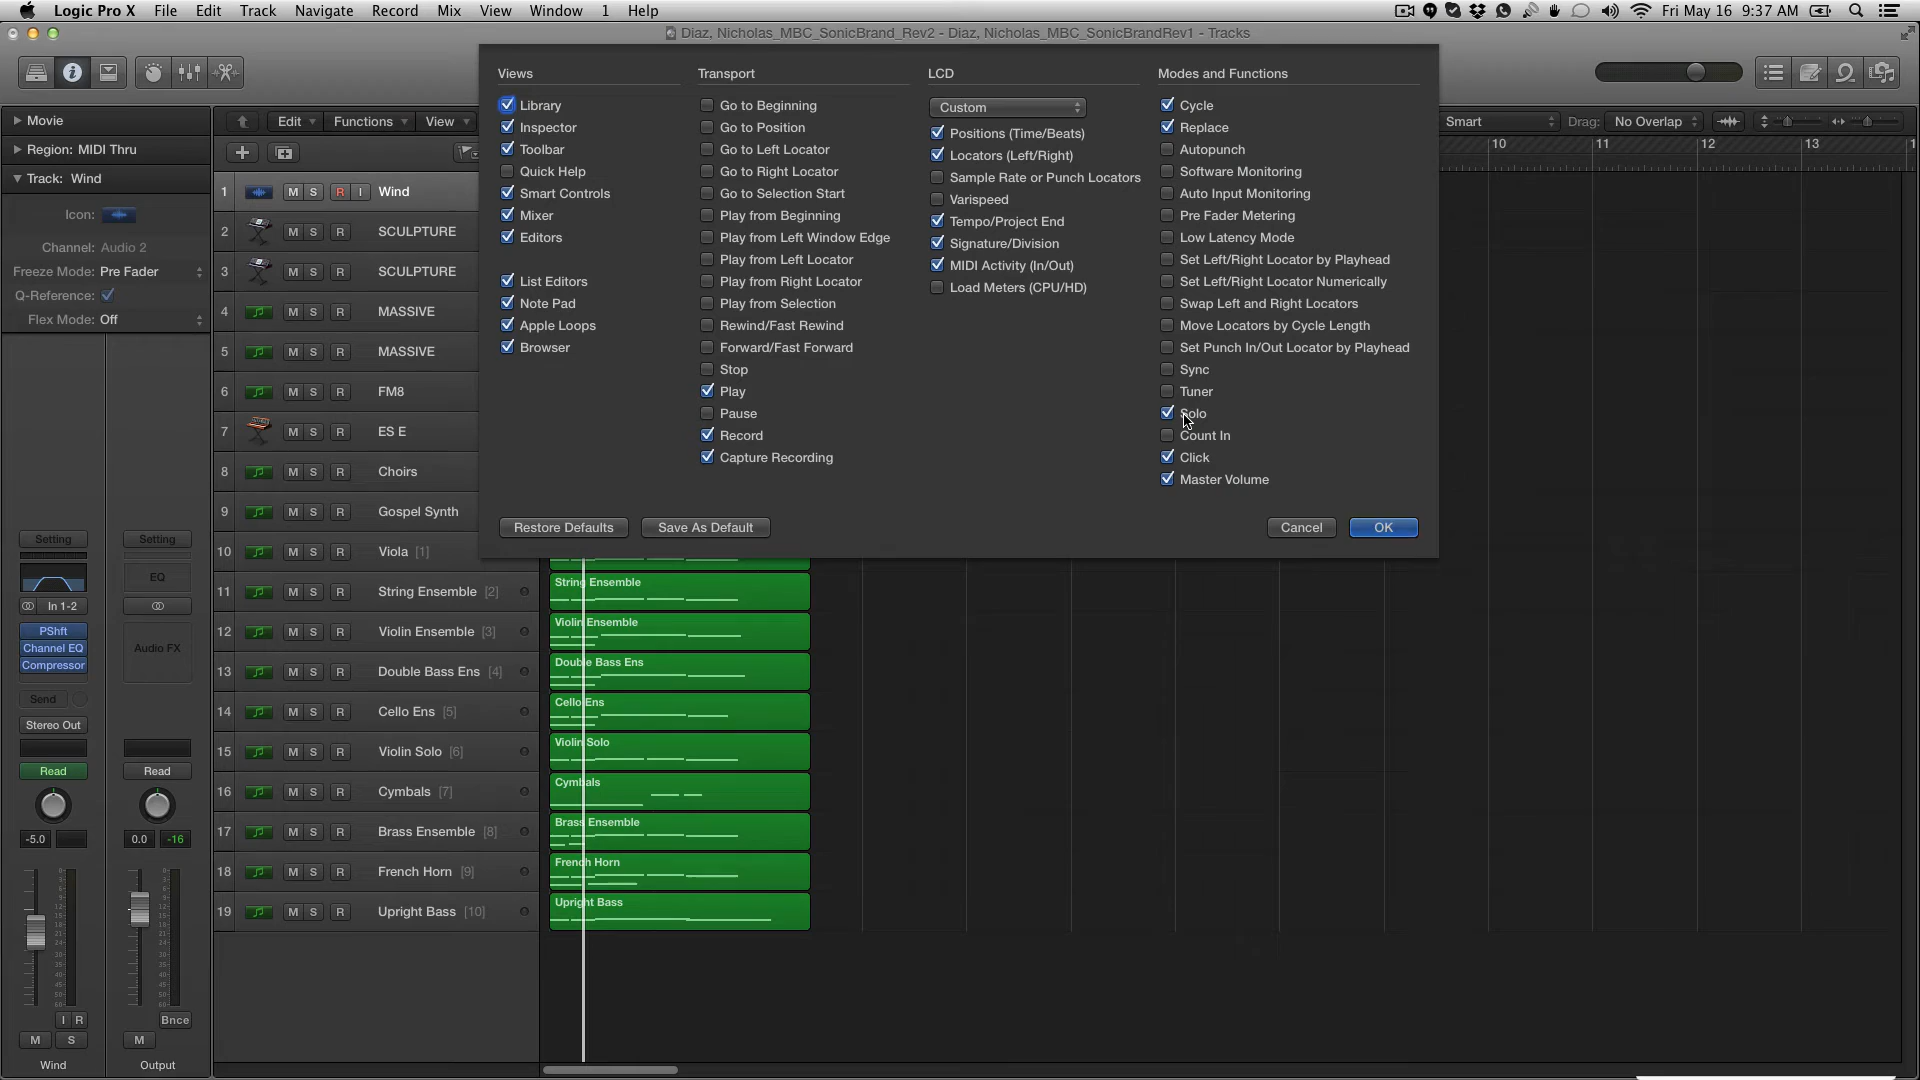 Logic Pro X File Edit Track Navigate Record Mix View Window 1 Help Fri May 16 9:37 AM
Diaz, Nicholas_MBC_SonicBrand_Rev2 - Diaz, Nicholas_MBC_SonicBrandRev1 - Tracks
Views
Library
Inspector
Toolbar
Quick Help
Smart Controls
Mixer
Editors
List Editors
Note Pad
Apple Loops
Browser
Transport
Go to Beginning
Go to Position
Go to Left Locator
Go to Right Locator
Go to Selection Start
Play from Beginning
Play from Left Window Edge
Play from Left Locator
Play from Right Locator
Play from Selection
Rewind/Fast Rewind
Forward/Fast Forward
Stop
Play
Pause
Record
Capture Recording
LCD
Custom
Positions (Time/Beats)
Locators (Left/Right)
Sample Rate or Punch Locators
Varispeed
Tempo/Project End
Signature/Division
MIDI Activity (In/Out)
Load Meters (CPU/HD)
Modes and Functions
Cycle
Replace
Autopunch
Software Monitoring
Auto Input Monitoring
Pre Fader Metering
Low Latency Mode
Set Left/Right Locator by Playhead
Set Left/Right Locator Numerically
Swap Left and Right Locators
Move Locators by Cycle Length
Set Punch In/Out Locator by Playhead
Sync
Tuner
Solo
Count In
Click
Master Volume
Restore Defaults Save As Default Cancel OK
Movie
Region: MIDI Thru
Track: Wind
Icon:
Channel: Audio 2
Freeze Mode: Pre Fader
Q-Reference:
Flex Mode: Off
Edit Functions View
Smart Drag: No Overlap
10 11 12 13
1 M S R I Wind
2 M S R SCULPTURE
3 M S R SCULPTURE
4 M S R MASSIVE
5 M S R MASSIVE
6 M S R FM8
7 M S R ES E
8 M S R Choirs
9 M S R Gospel Synth
10 M S R Viola [1]
11 M S R String Ensemble [2]
12 M S R Violin Ensemble [3]
13 M S R Double Bass Ens [4]
14 M S R Cello Ens [5]
15 M S R Violin Solo [6]
16 M S R Cymbals [7]
17 M S R Brass Ensemble [8]
18 M S R French Horn [9]
19 M S R Upright Bass [10]
String Ensemble
Violin Ensemble
Double Bass Ens
Cello Ens
Violin Solo
Cymbals
Brass Ensemble
French Horn
Upright Bass
Setting Setting
EQ
In 1-2
PShft
Channel EQ
Compressor
Audio FX
Send
Stereo Out
Read Read
-5.0 0.0 -16
I R Bnce
M S M
Wind Output